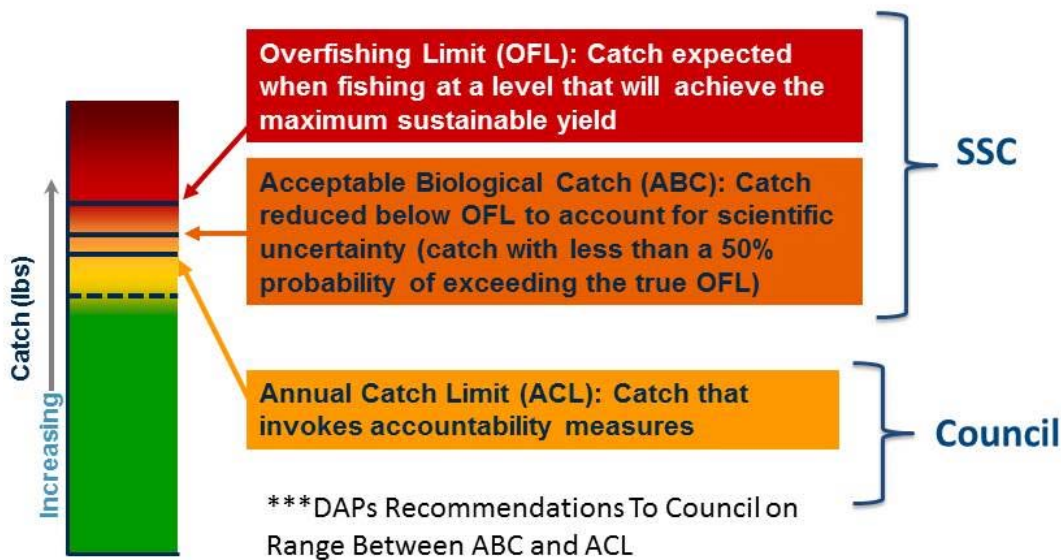 Overfishing Limit (OFL): Catch expected
when fishing at a level that will achieve the
maximum sustainable yield
SSC
Acceptable Biological Catch (ABC): Catch
reduced below OFL to account for scientific
uncertainty (catch with less than a 50%
probability of exceeding the true OFL)
Catch (lbs)
Increasing
Annual Catch Limit (ACL): Catch that
invokes accountability measures
Council
***DAPs Recommendations To Council on
Range Between ABC and ACL